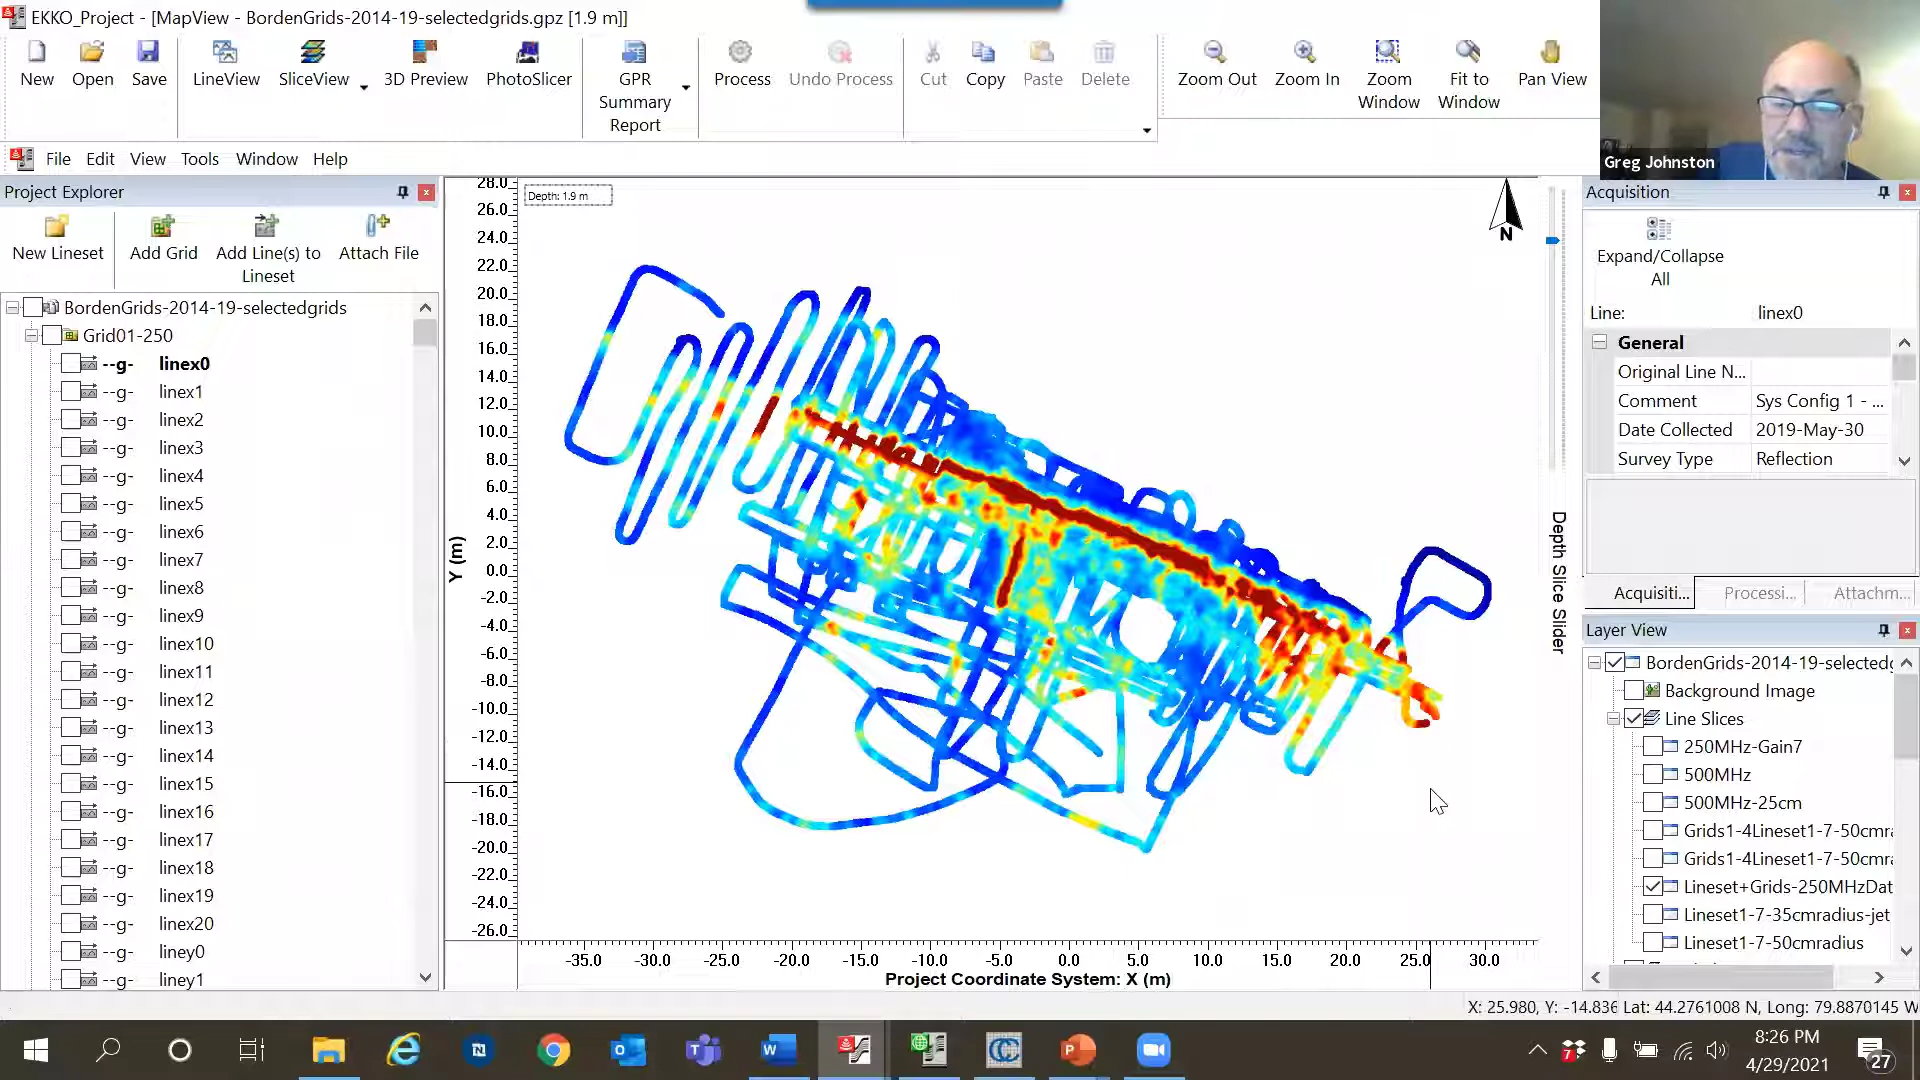 EKKO_Project - [MapView - BordenGrids-2014-19-selectedgrids.gpz [1.9 m]]
New
Open
Save
LineView
SliceView
3D Preview
PhotoSlicer
GPR
Summary
Report
Process
Undo Process
Cut
Copy
Paste
Delete
Zoom Out
Zoom In
Zoom
Window
Fit to
Window
Pan View
Greg Johnston
File Edit View Tools Window Help
Project Explorer
New Lineset
Add Grid
Add Line(s) to
Lineset
Attach File
BordenGrids-2014-19-selectedgrids
Grid01-250
--g- linex0
--g- linex1
--g- linex2
--g- linex3
--g- linex4
--g- linex5
--g- linex6
--g- linex7
--g- linex8
--g- linex9
--g- linex10
--g- linex11
--g- linex12
--g- linex13
--g- linex14
--g- linex15
--g- linex16
--g- linex17
--g- linex18
--g- linex19
--g- linex20
--g- liney0
--g- liney1
Depth: 1.9 m
N
28.0
26.0
24.0
22.0
20.0
18.0
16.0
14.0
12.0
10.0
8.0
6.0
4.0
2.0
0.0
-2.0
-4.0
-6.0
-8.0
-10.0
-12.0
-14.0
-16.0
-18.0
-20.0
-22.0
-24.0
-26.0
Y (m)
-35.0 -30.0 -25.0 -20.0 -15.0 -10.0 -5.0 0.0 5.0 10.0 15.0 20.0 25.0 30.0
Project Coordinate System: X (m)
Depth Slice Slider
Acquisition
Expand/Collapse
All
Line: linex0
General
Original Line N...
Comment Sys Config 1 - ...
Date Collected 2019-May-30
Survey Type Reflection
Acquisiti... Processi... Attachm...
Layer View
BordenGrids-2014-19-selected
Background Image
Line Slices
250MHz-Gain7
500MHz
500MHz-25cm
Grids1-4Lineset1-7-50cmr
Grids1-4Lineset1-7-50cmr
Lineset+Grids-250MHzDat
Lineset1-7-35cmradius-jet
Lineset1-7-50cmradius
X: 25.980, Y: -14.836 Lat: 44.2761008 N, Long: 79.8870145 W
8:26 PM
4/29/2021
27